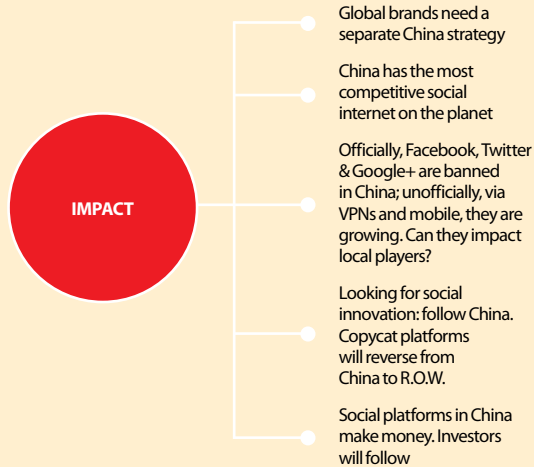 Global brands need a
separate China strategy
China has the most
competitive social
internet on the planet
Officially, Facebook, Twitter
& Google+ are banned
in China; unofficially, via
VPNs and mobile, they are
growing. Can they impact
local players?
IMPACT
Looking for social
innovation: follow China.
Copycat platforms
will reverse from
China to R.O.W.
Social platforms in China
make money. Investors
will follow